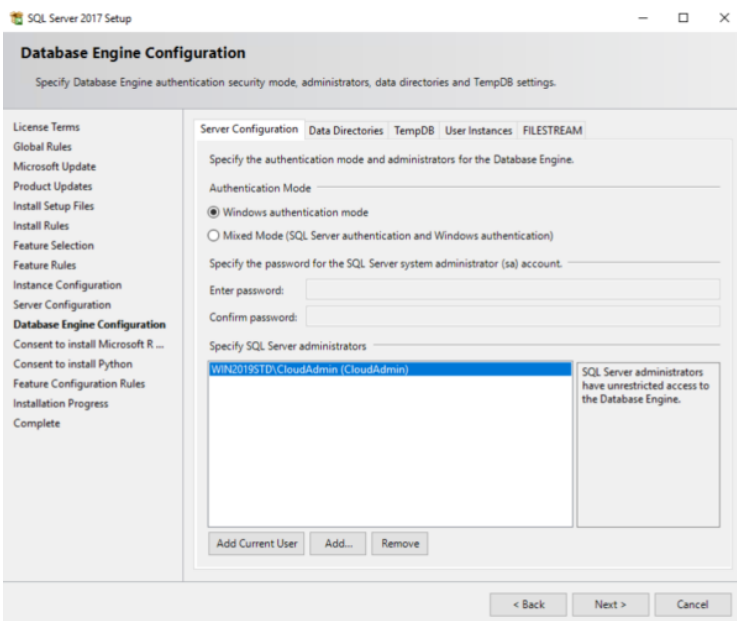 SQL Server 2017 Setup
Database Engine Configuration
Specify Database Engine authentication security mode, administrators, data directories and TempDB settings.
License Terms
Global Rules
Microsoft Update
Product Updates
Install Setup Files
Install Rules
Feature Selection
Feature Rules
Instance Configuration
Server Configuration
Database Engine Configuration
Consent to install Microsoft R ...
Consent to install Python
Feature Configuration Rules
Installation Progress
Complete
Server Configuration Data Directories TempDB User Instances FILESTREAM
Specify the authentication mode and administrators for the Database Engine.
Authentication Mode
Windows authentication mode
Mixed Mode (SQL Server authentication and Windows authentication)
Specify the password for the SQL Server system administrator (sa) account.
Enter password:
Confirm password:
Specify SQL Server administrators
WIN2019STD\CloudAdmin (CloudAdmin)
SQL Server administrators
have unrestricted access to
the Database Engine.
Add Current User Add... Remove
< Back Next > Cancel